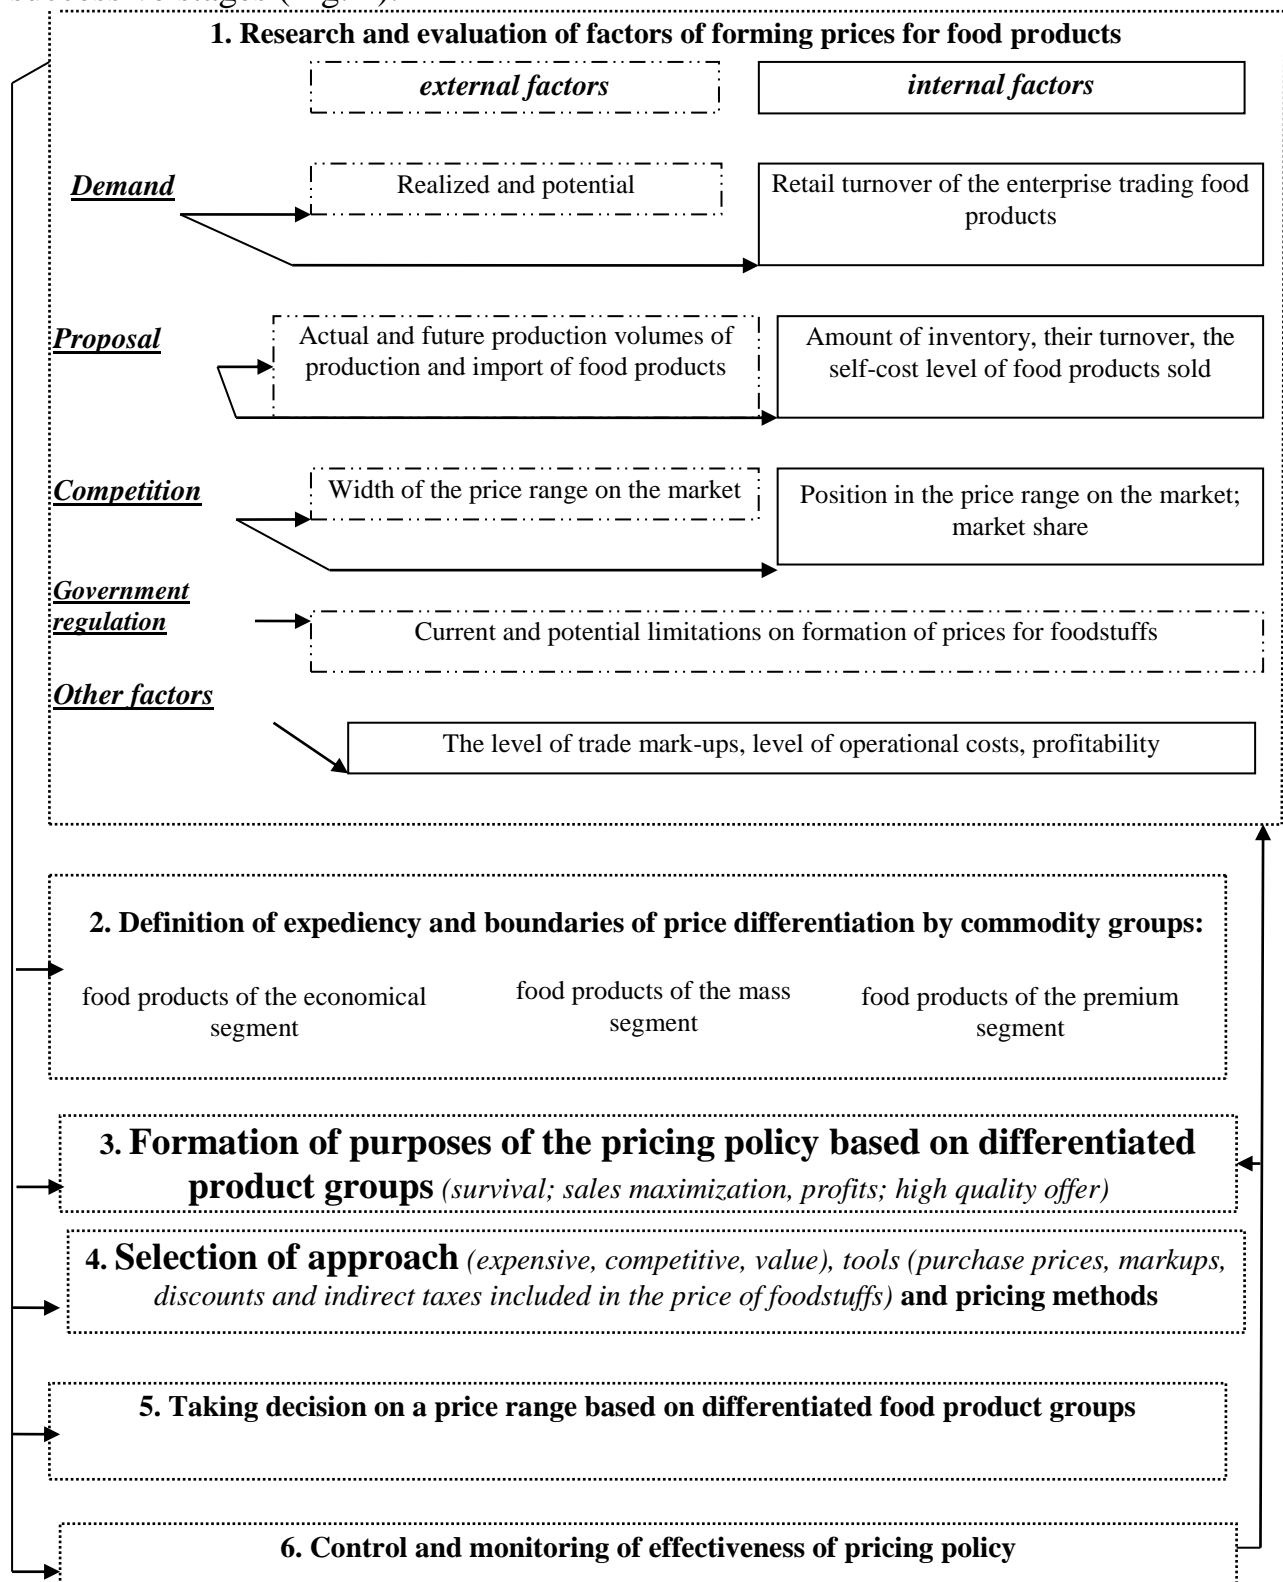 1. Research and evaluation of factors of forming prices for food products
external factors
internal factors
Demand
Realized and potential
Retail turnover of the enterprise trading food
products
Proposal
Actual and future production volumes of
production and import of food products
Amount of inventory, their turnover, the
self-cost level of food products sold
Competition
Width of the price range on the market
Position in the price range on the market;
market share
Government
regulation
Current and potential limitations on formation of prices for foodstuffs
Other factors
The level of trade mark-ups, level of operational costs, profitability
2. Definition of expediency and boundaries of price differentiation by commodity groups:
food products of the economical
segment
food products of the mass
segment
food products of the premium
segment
3. Formation of purposes of the pricing policy based on differentiated
product groups (survival; sales maximization, profits; high quality offer)
4. Selection of approach (expensive, competitive, value), tools (purchase prices, markups,
discounts and indirect taxes included in the price of foodstuffs) and pricing methods
5. Taking decision on a price range based on differentiated food product groups
6. Control and monitoring of effectiveness of pricing policy